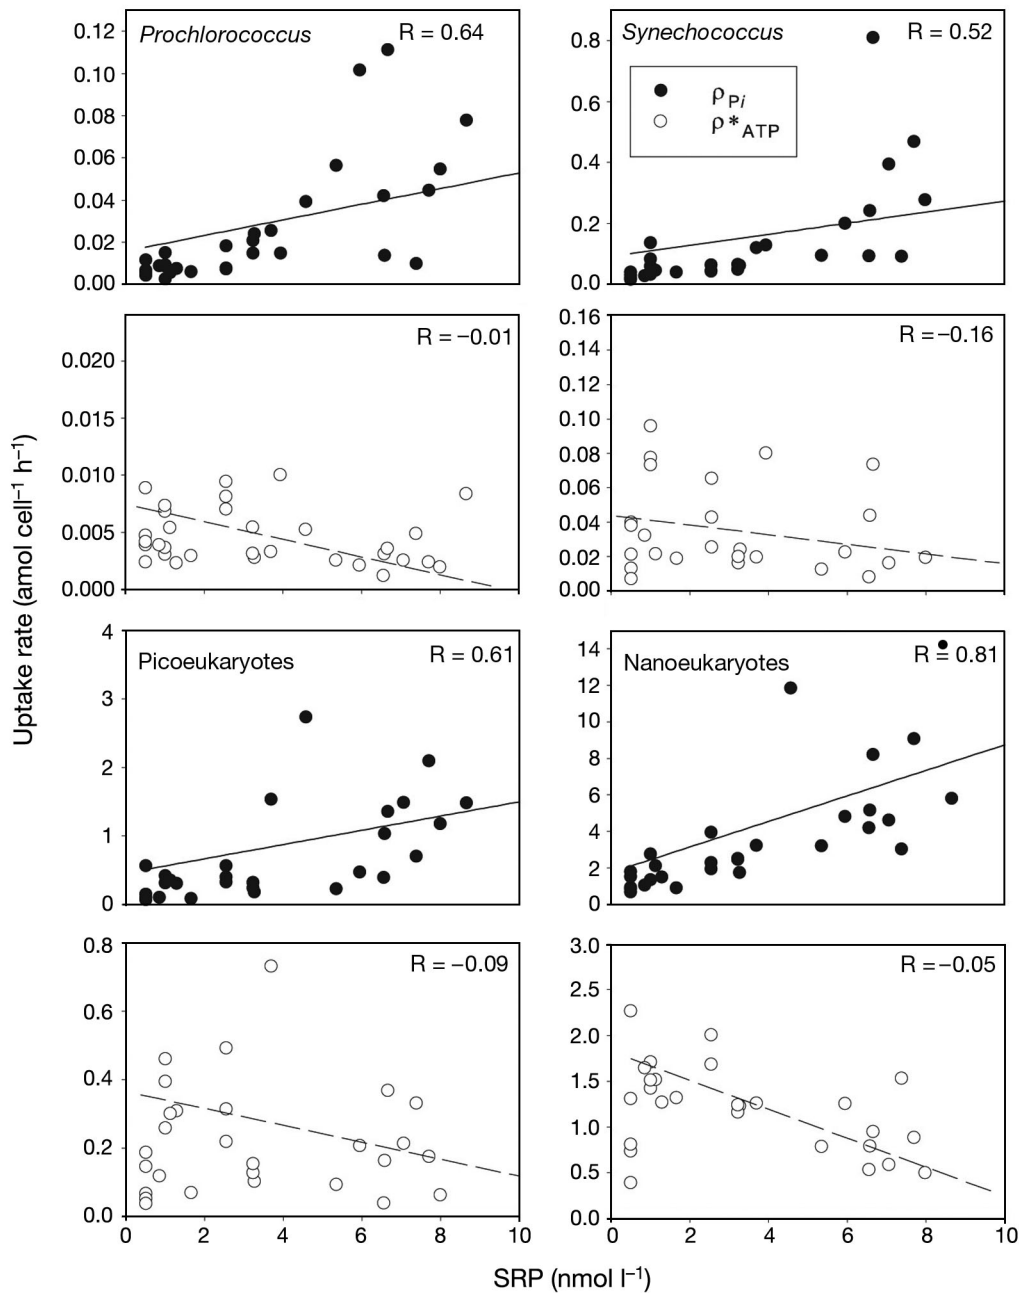 Prochlorococcus
R = 0.64
0.12
0.10
0.08
0.06
0.04
0.02
0.00
Synechococcus
R = 0.52
ρPi
ρ*ATP
0.8
0.6
0.4
0.2
0.0
R = –0.01
0.020
0.015
0.010
0.005
0.000
R = –0.16
0.16
0.14
0.12
0.10
0.08
0.06
0.04
0.02
0.00
Uptake rate (amol cell⁻¹ h⁻¹)
Picoeukaryotes
R = 0.61
4
3
2
1
0
Nanoeukaryotes
R = 0.81
14
12
10
8
6
4
2
0
R = –0.09
0.8
0.6
0.4
0.2
0.0
0 2 4 6 8 10
R = –0.05
3.0
2.5
2.0
1.5
1.0
0.5
0.0
0 2 4 6 8 10
SRP (nmol l⁻¹)